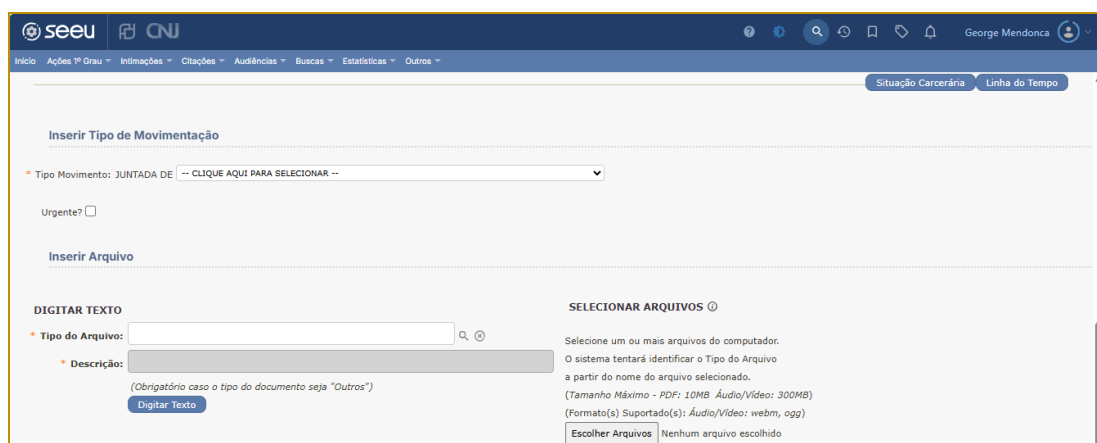 seeu CNJ George Mendonca
Início Ações 1º Grau Intimações Citações Audiências Buscas Estatísticas Outros
Situação Carcerária Linha do Tempo
Inserir Tipo de Movimentação
* Tipo Movimento: JUNTADA DE -- CLIQUE AQUI PARA SELECIONAR --
Urgente?
Inserir Arquivo
DIGITAR TEXTO
* Tipo do Arquivo:
* Descrição:
(Obrigatório caso o tipo do documento seja "Outros")
Digitar Texto
SELECIONAR ARQUIVOS
Selecione um ou mais arquivos do computador.
O sistema tentará identificar o Tipo do Arquivo
a partir do nome do arquivo selecionado.
(Tamanho Máximo - PDF: 10MB Áudio/Vídeo: 300MB)
(Formato(s) Suportado(s): Áudio/Vídeo: webm, ogg)
Escolher Arquivos Nenhum arquivo escolhido